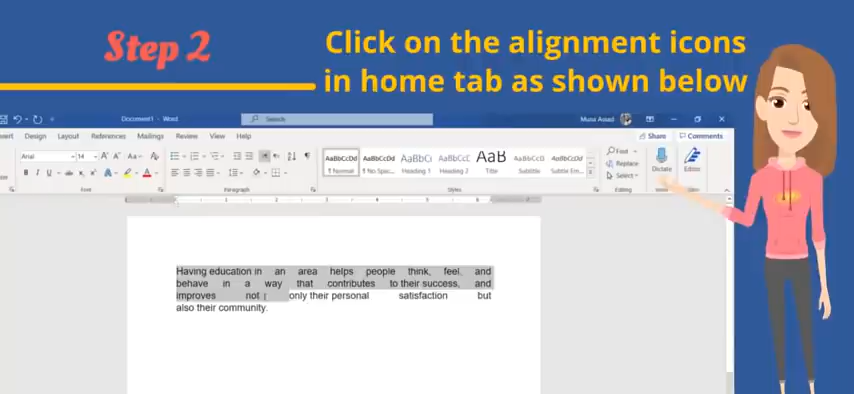 Step 2
Click on the alignment icons
in home tab as shown below
Document1 - Word
Search
Musa Assad
Design Layout References Mailings Review View Help
Share Comments
Arial 14
AaBbCcDd AaBbCcDd AaBbCc AaBbCcC AaB AaBbCcD AaBbCcDd
¶ Normal ¶ No Spac... Heading 1 Heading 2 Title Subtitle Subtle Em...
Find
Replace
Select
Dictate
Editor
Font Paragraph Styles Editing
Having education in an area helps people think, feel, and
behave in a way that contributes to their success, and
improves not only their personal satisfaction but
also their community.